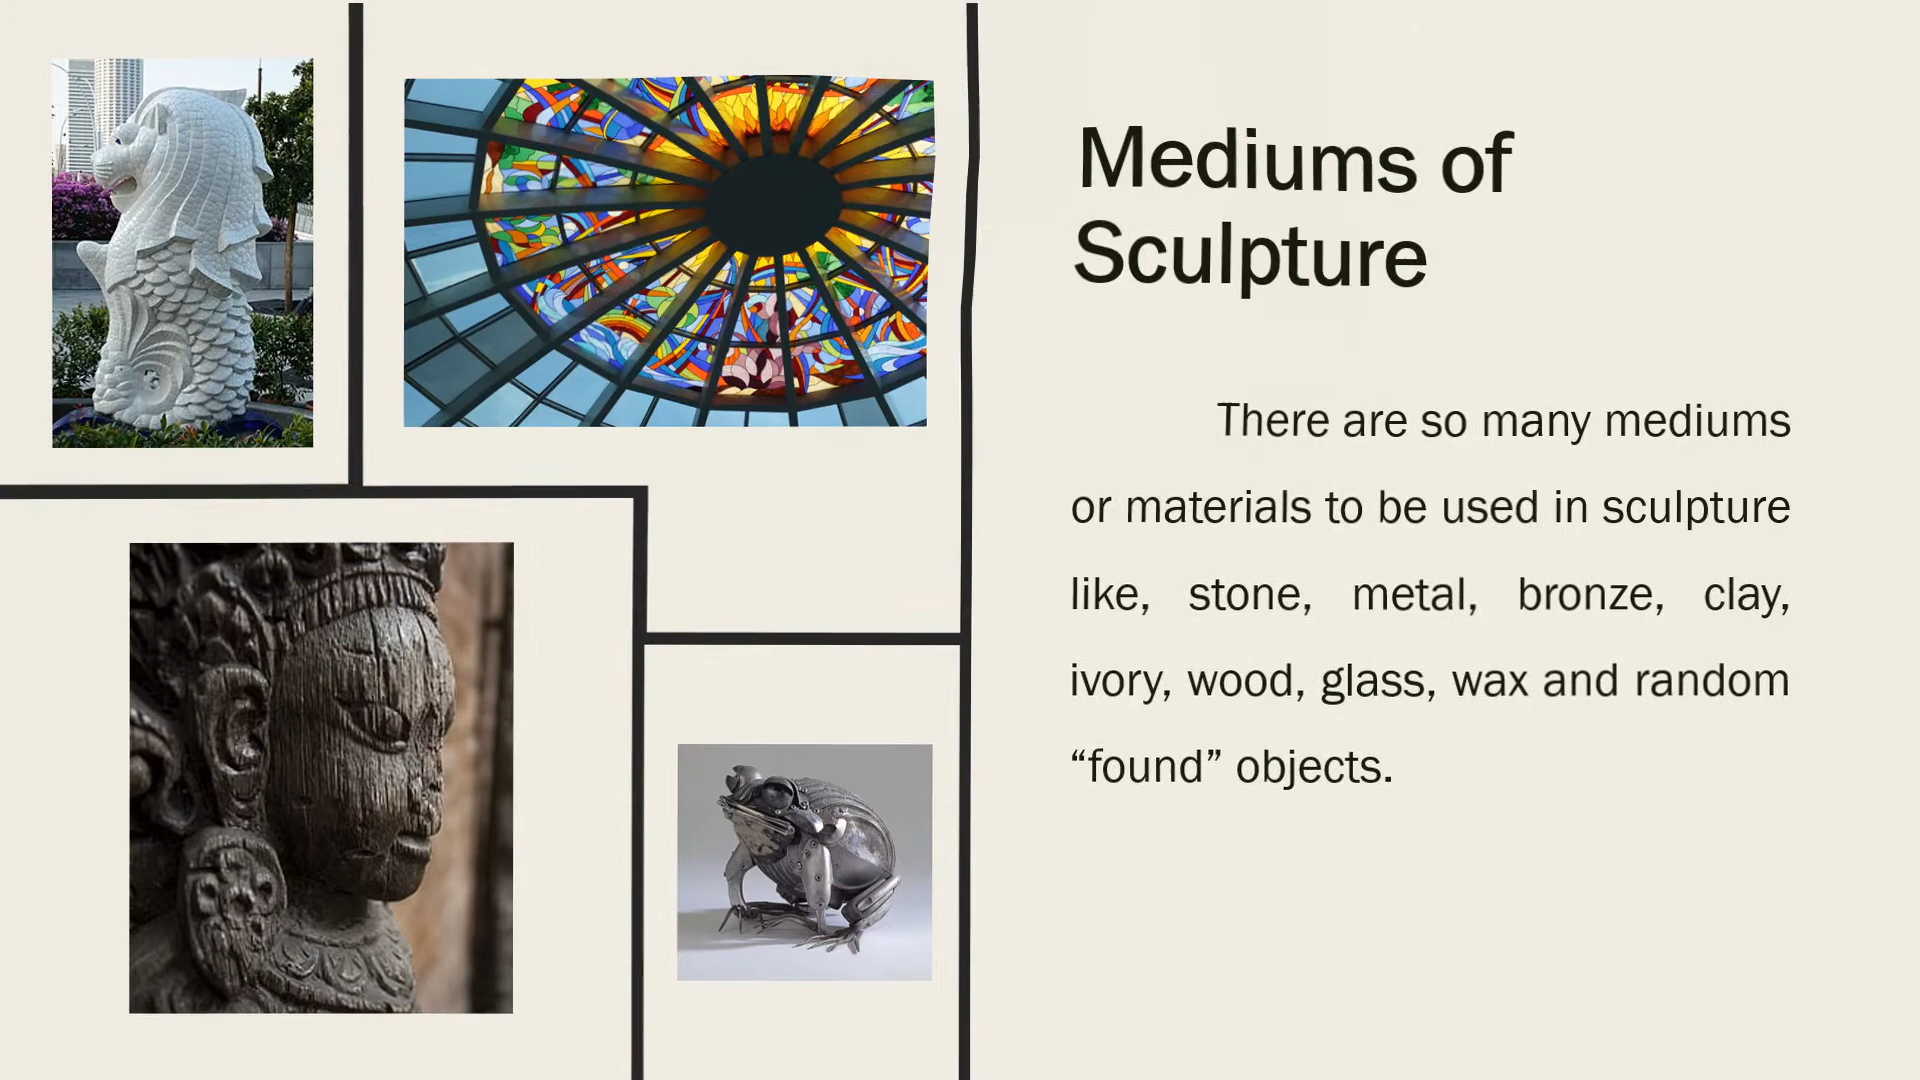 Mediums of
Sculpture
There are so many mediums
or materials to be used in sculpture
like, stone, metal, bronze, clay,
ivory, wood, glass, wax and random
“found” objects.